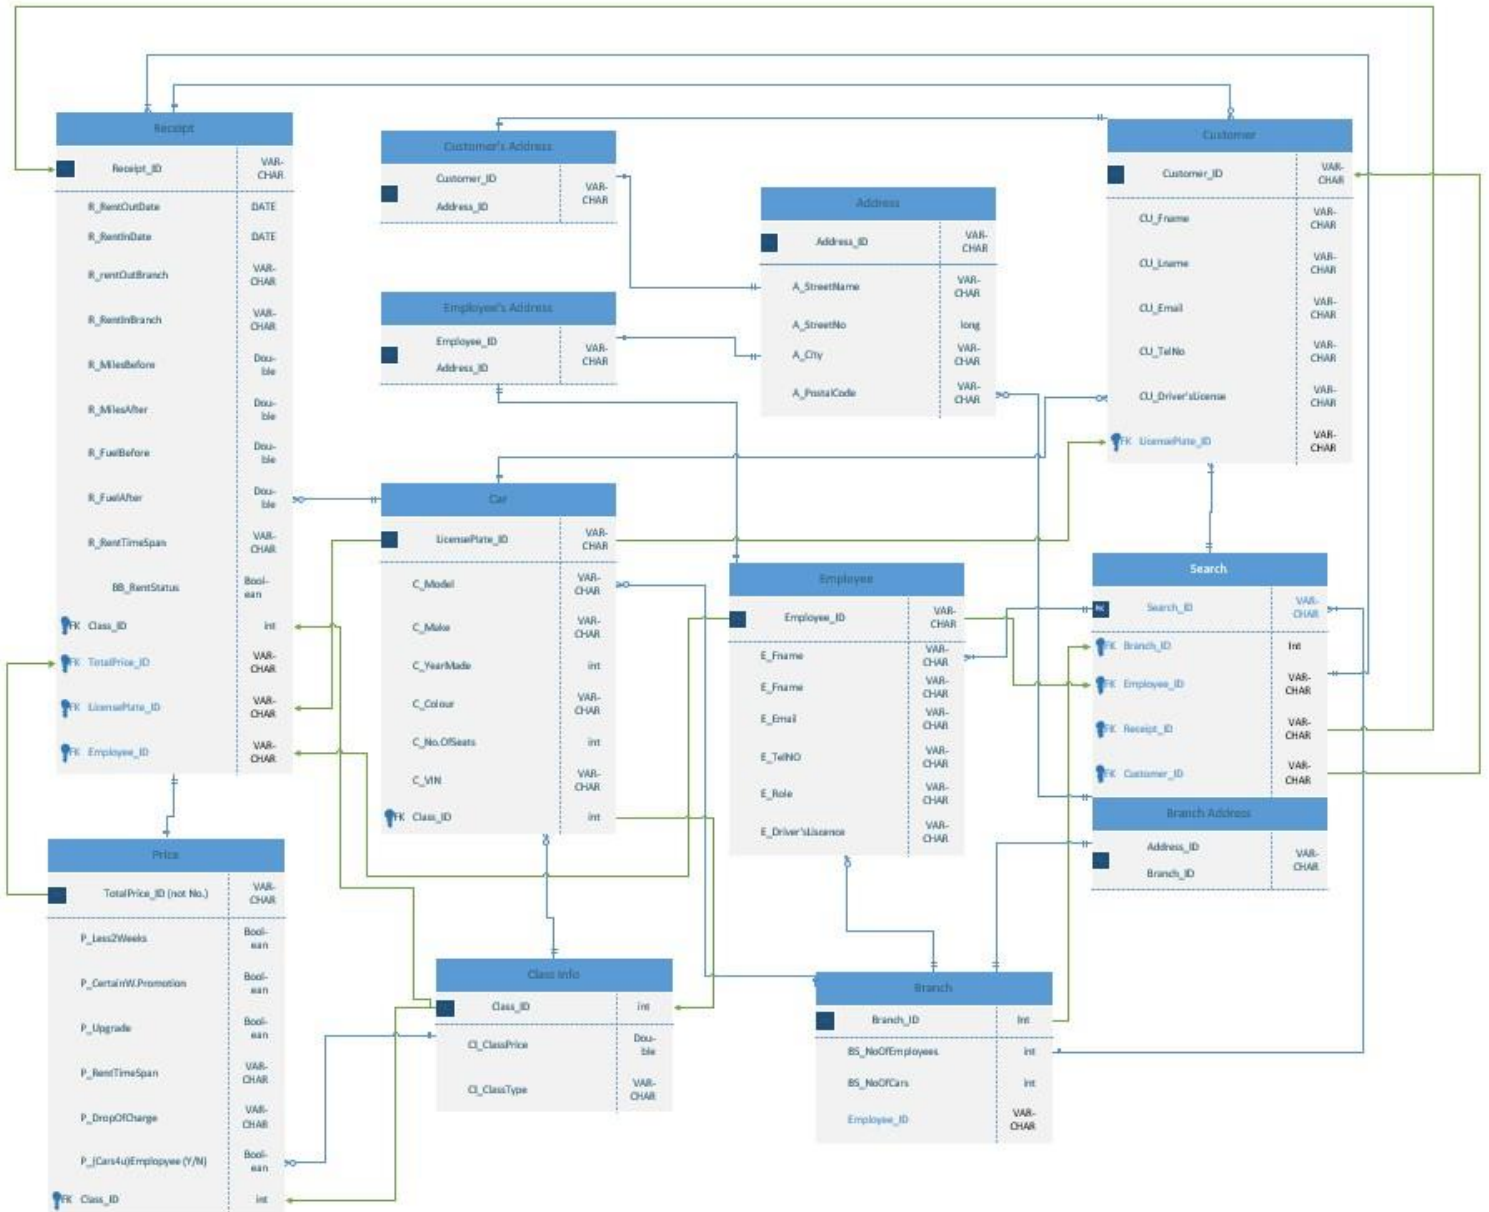 Receipt
Receipt_ID VAR-
CHAR
R_RentOutDate DATE
R_RentInDate DATE
R_rentOutBranch VAR-
CHAR
R_RentInBranch VAR-
CHAR
R_MilesBefore Dou-
ble
R_MilesAfter Dou-
ble
R_FuelBefore Dou-
ble
R_FuelAfter Dou-
ble
R_RentTimeSpan VAR-
CHAR
BB_RentStatus Bool-
ean
FK Class_ID int
FK TotalPrice_ID VAR-
CHAR
FK LicensePlate_ID VAR-
CHAR
FK Employee_ID VAR-
CHAR
Price
TotalPrice_ID (not No.) VAR-
CHAR
P_Less2Weeks Bool-
ean
P_CertainW.Promotion Bool-
ean
P_Upgrade Bool-
ean
P_RentTimeSpan VAR-
CHAR
P_DropOfCharge VAR-
CHAR
P_(Cars4u)Emplopyee (Y/N) Bool-
ean
FK Class_ID int
Customer's Address
Customer_ID
Address_ID
VAR-
CHAR
Employee's Address
Employee_ID
Address_ID
VAR-
CHAR
Car
LicensePlate_ID VAR-
CHAR
C_Model VAR-
CHAR
C_Make VAR-
CHAR
C_YearMade int
C_Colour VAR-
CHAR
C_No.OfSeats int
C_VIN VAR-
CHAR
FK Class_ID int
Class Info
Class_ID int
CI_ClassPrice Dou-
ble
CI_ClassType VAR-
CHAR
Address
Address_ID VAR-
CHAR
A_StreetName VAR-
CHAR
A_StreetNo long
A_City
A_PostalCode VAR-
CHAR
Employee
Employee_ID VAR-
CHAR
E_Fname VAR-
CHAR
E_Fname VAR-
CHAR
E_Email VAR-
CHAR
E_TelNO VAR-
CHAR
E_Role VAR-
CHAR
E_Driver'sLiscence VAR-
CHAR
Branch
Branch_ID Int
BS_NoOfEmployees int
BS_NoOfCars int
Employee_ID VAR-
CHAR
Customer
Customer_ID VAR-
CHAR
CU_Fname VAR-
CHAR
CU_Lname VAR-
CHAR
CU_Email VAR-
CHAR
CU_TelNo VAR-
CHAR
CU_Driver'sLicense VAR-
CHAR
FK LicensePlate_ID VAR-
CHAR
Search
PK Search_ID VAR-
CHAR
FK Branch_ID Int
FK Employee_ID VAR-
CHAR
FK Receipt_ID VAR-
CHAR
FK Customer_ID VAR-
CHAR
Branch Address
Address_ID
Branch_ID
VAR-
CHAR